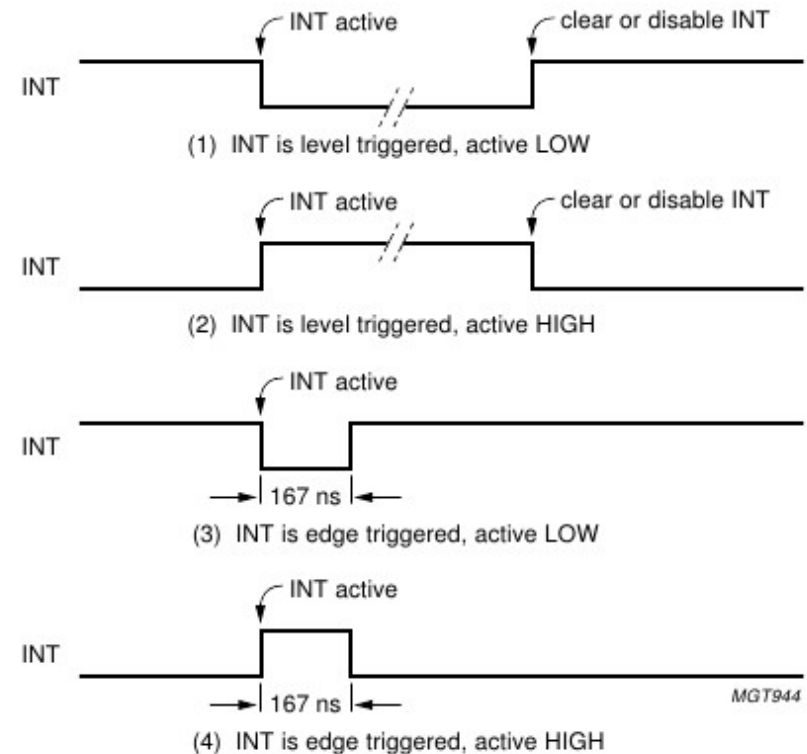 INT active
clear or disable INT
INT
(1) INT is level triggered, active LOW
INT active
clear or disable INT
INT
(2) INT is level triggered, active HIGH
INT active
INT
167 ns
(3) INT is edge triggered, active LOW
INT active
INT
167 ns
MGT944
(4) INT is edge triggered, active HIGH